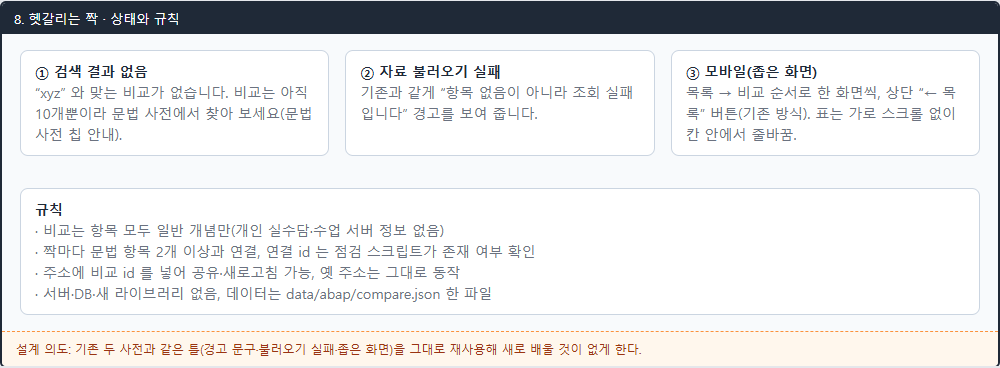 8. 헷갈리는 짝 · 상태와 규칙
① 검색 결과 없음
“xyz” 와 맞는 비교가 없습니다. 비교는 아직
10개뿐이라 문법 사전에서 찾아 보세요(문법
사전 칩 안내).
② 자료 불러오기 실패
기존과 같게 “항목 없음이 아니라 조회 실패
입니다” 경고를 보여 줍니다.
③ 모바일(좁은 화면)
목록 → 비교 순서로 한 화면씩, 상단 “← 목
록” 버튼(기존 방식). 표는 가로 스크롤 없이
칸 안에서 줄바꿈.
규칙
· 비교는 항목 모두 일반 개념만(개인 실수담·수업 서버 정보 없음)
· 짝마다 문법 항목 2개 이상과 연결, 연결 id 는 점검 스크립트가 존재 여부 확인
· 주소에 비교 id 를 넣어 공유·새로고침 가능, 옛 주소는 그대로 동작
· 서버·DB·새 라이브러리 없음, 데이터는 data/abap/compare.json 한 파일
설계 의도: 기존 두 사전과 같은 틀(경고 문구·불러오기 실패·좁은 화면)을 그대로 재사용해 새로 배울 것이 없게 한다.